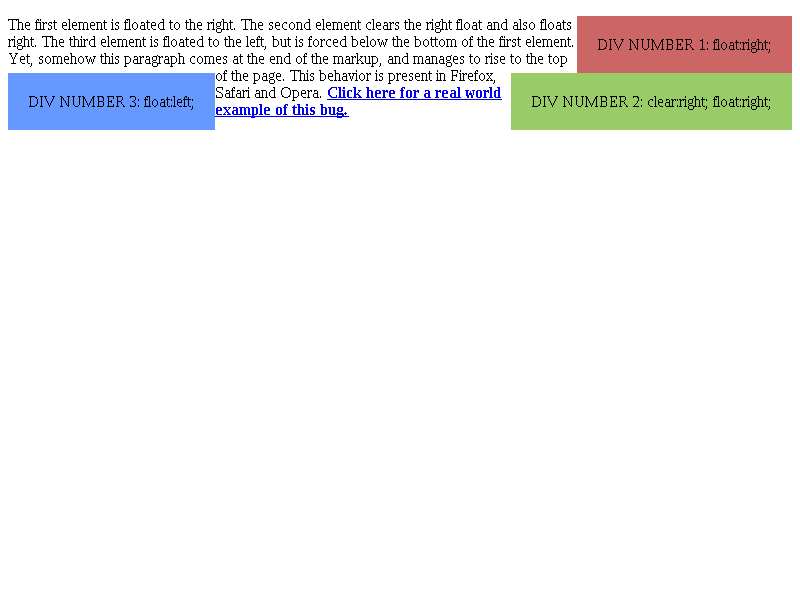 The first element is floated to the right. The second element clears the right float and also floats
right. The third element is floated to the left, but is forced below the bottom of the first element.
Yet, somehow this paragraph comes at the end of the markup, and manages to rise to the top
of the page. This behavior is present in Firefox,
Safari and Opera. Click here for a real world
example of this bug.
DIV NUMBER 1: float:right;
DIV NUMBER 3: float:left;
DIV NUMBER 2: clear:right; float:right;